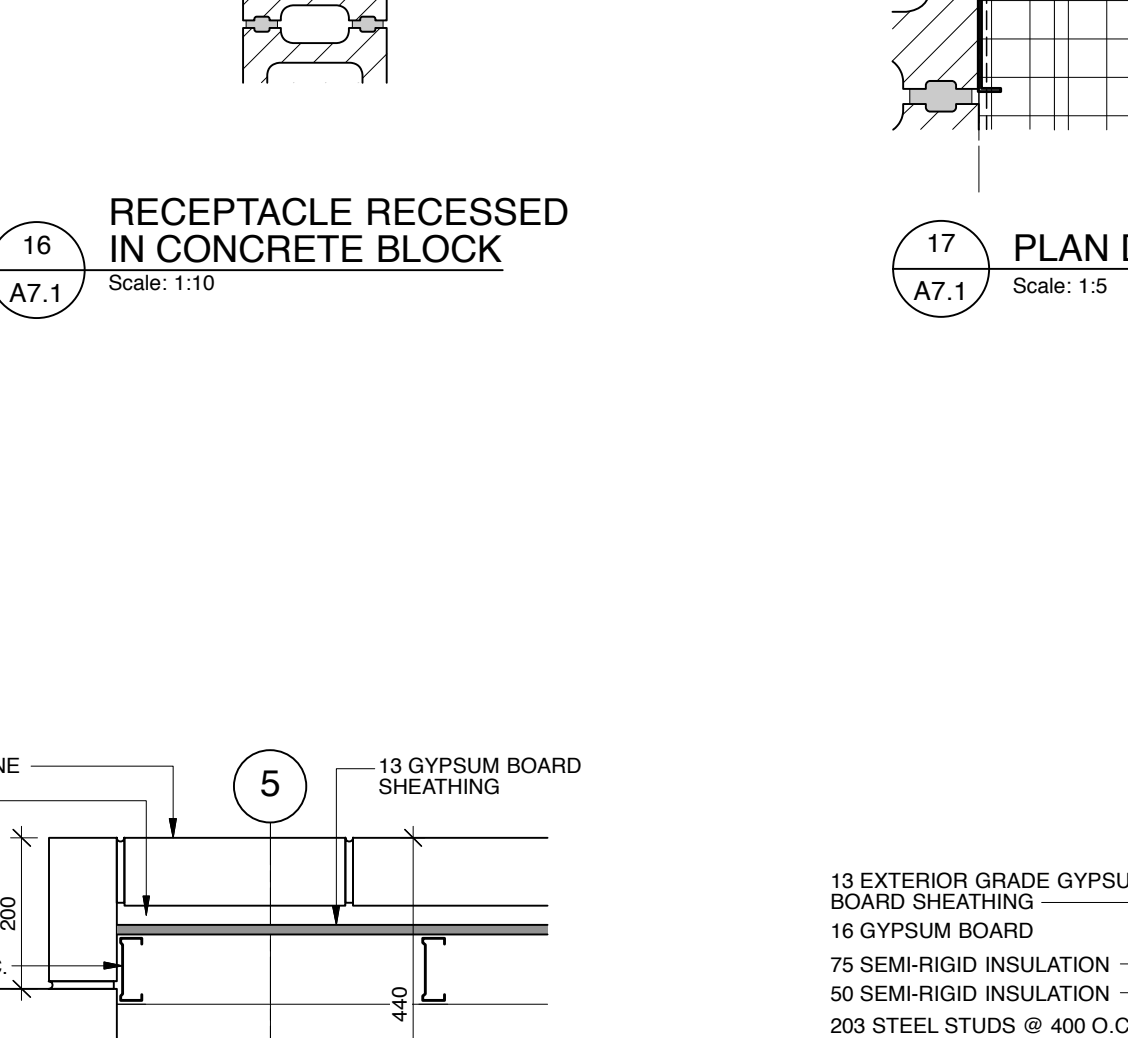 RECEPTACLE RECESSED
IN CONCRETE BLOCK
16
A7.1
Scale: 1:10
17
A7.1
PLAN
Scale: 1:5
5
13 GYPSUM BOARD
SHEATHING
200
440
13 EXTERIOR GRADE
BOARD SHEATHING
16 GYPSUM BOARD
75 SEMI-RIGID INSULATION
50 SEMI-RIGID INSULATION
203 STEEL STUDS @ 400